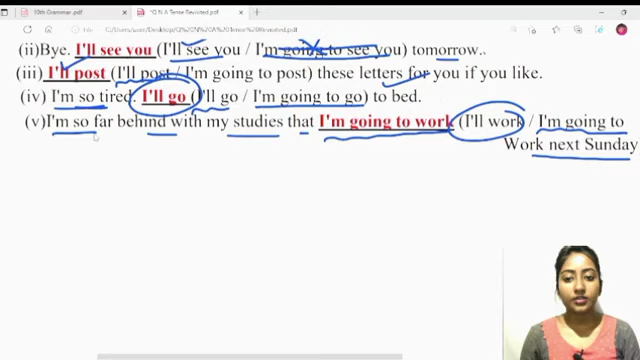 10th Grammar.
*Q N A Tense Revisited.pdf
(ii)Bye. I'll see you (I'll see you / I'm going to see you) tomorrow..
(iii) I'll post (I'll post / I'm going to post) these letters for you if you like.
(iv) I'm so tired. I'll go (I'll go / I'm going to go) to bed.
(v)I'm so far behind with my studies that I'm going to work (I'll work / I'm going to
Work next Sunday